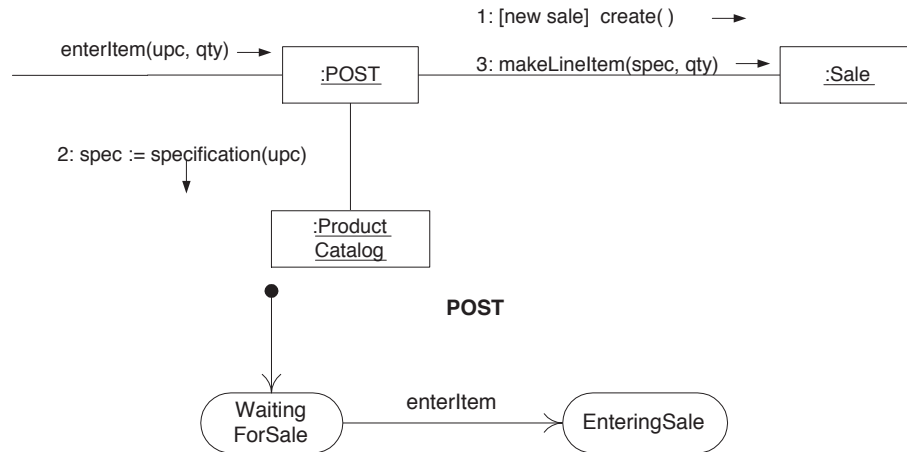 1: [new sale] create( )
enterItem(upc, qty)
:POST
3: makeLineItem(spec, qty)
:Sale
2: spec := specification(upc)
:Product
Catalog
POST
Waiting
ForSale
enterItem
EnteringSale